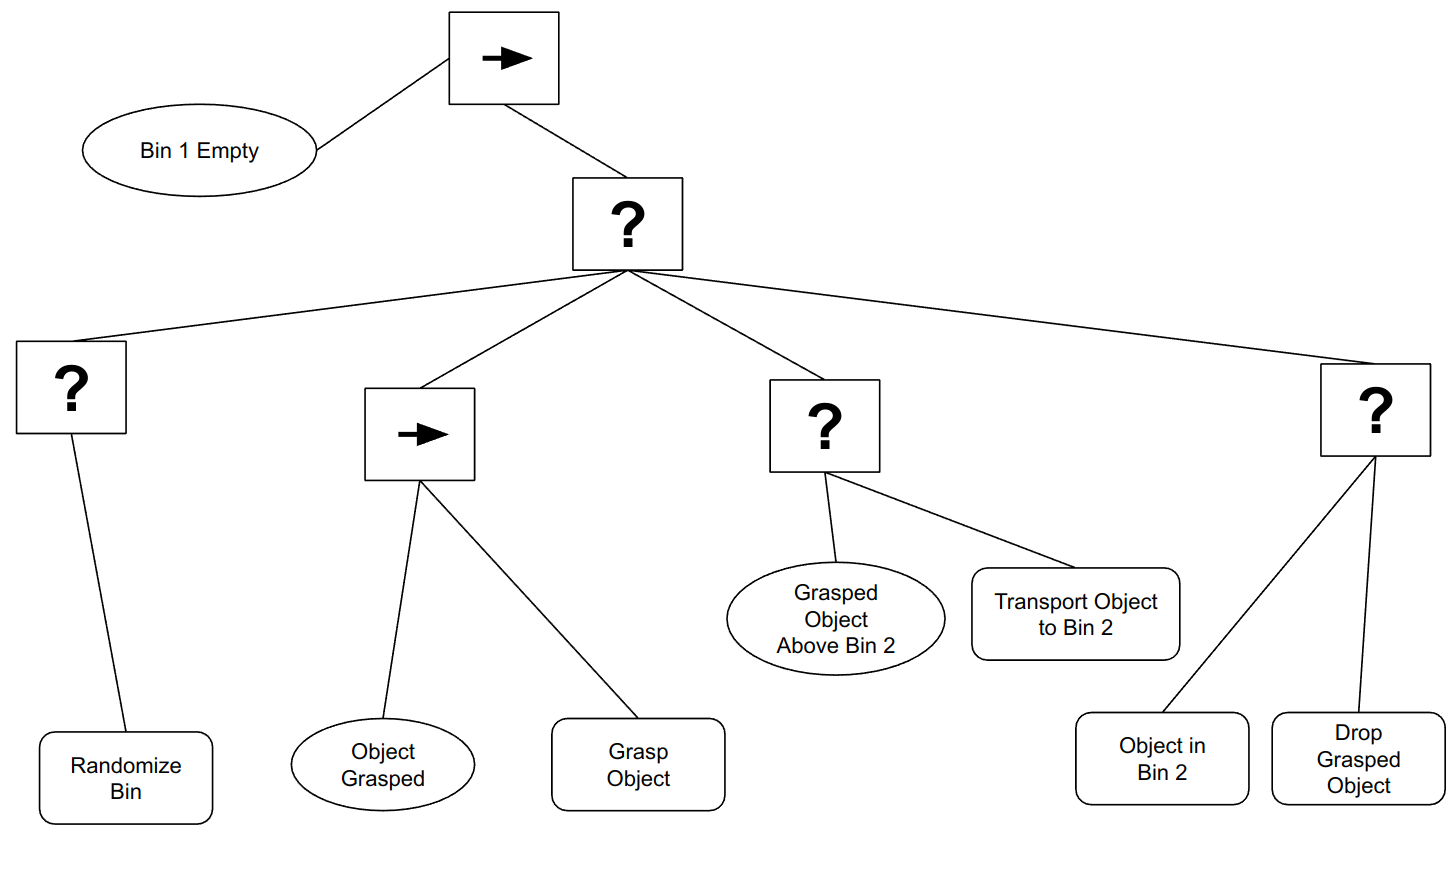 Bin 1 Empty
?
?
?
?
Grasped
Object
Above Bin 2
Transport Object
to Bin 2
Randomize
Bin
Object
Grasped
Grasp
Object
Object in
Bin 2
Drop
Grasped
Object